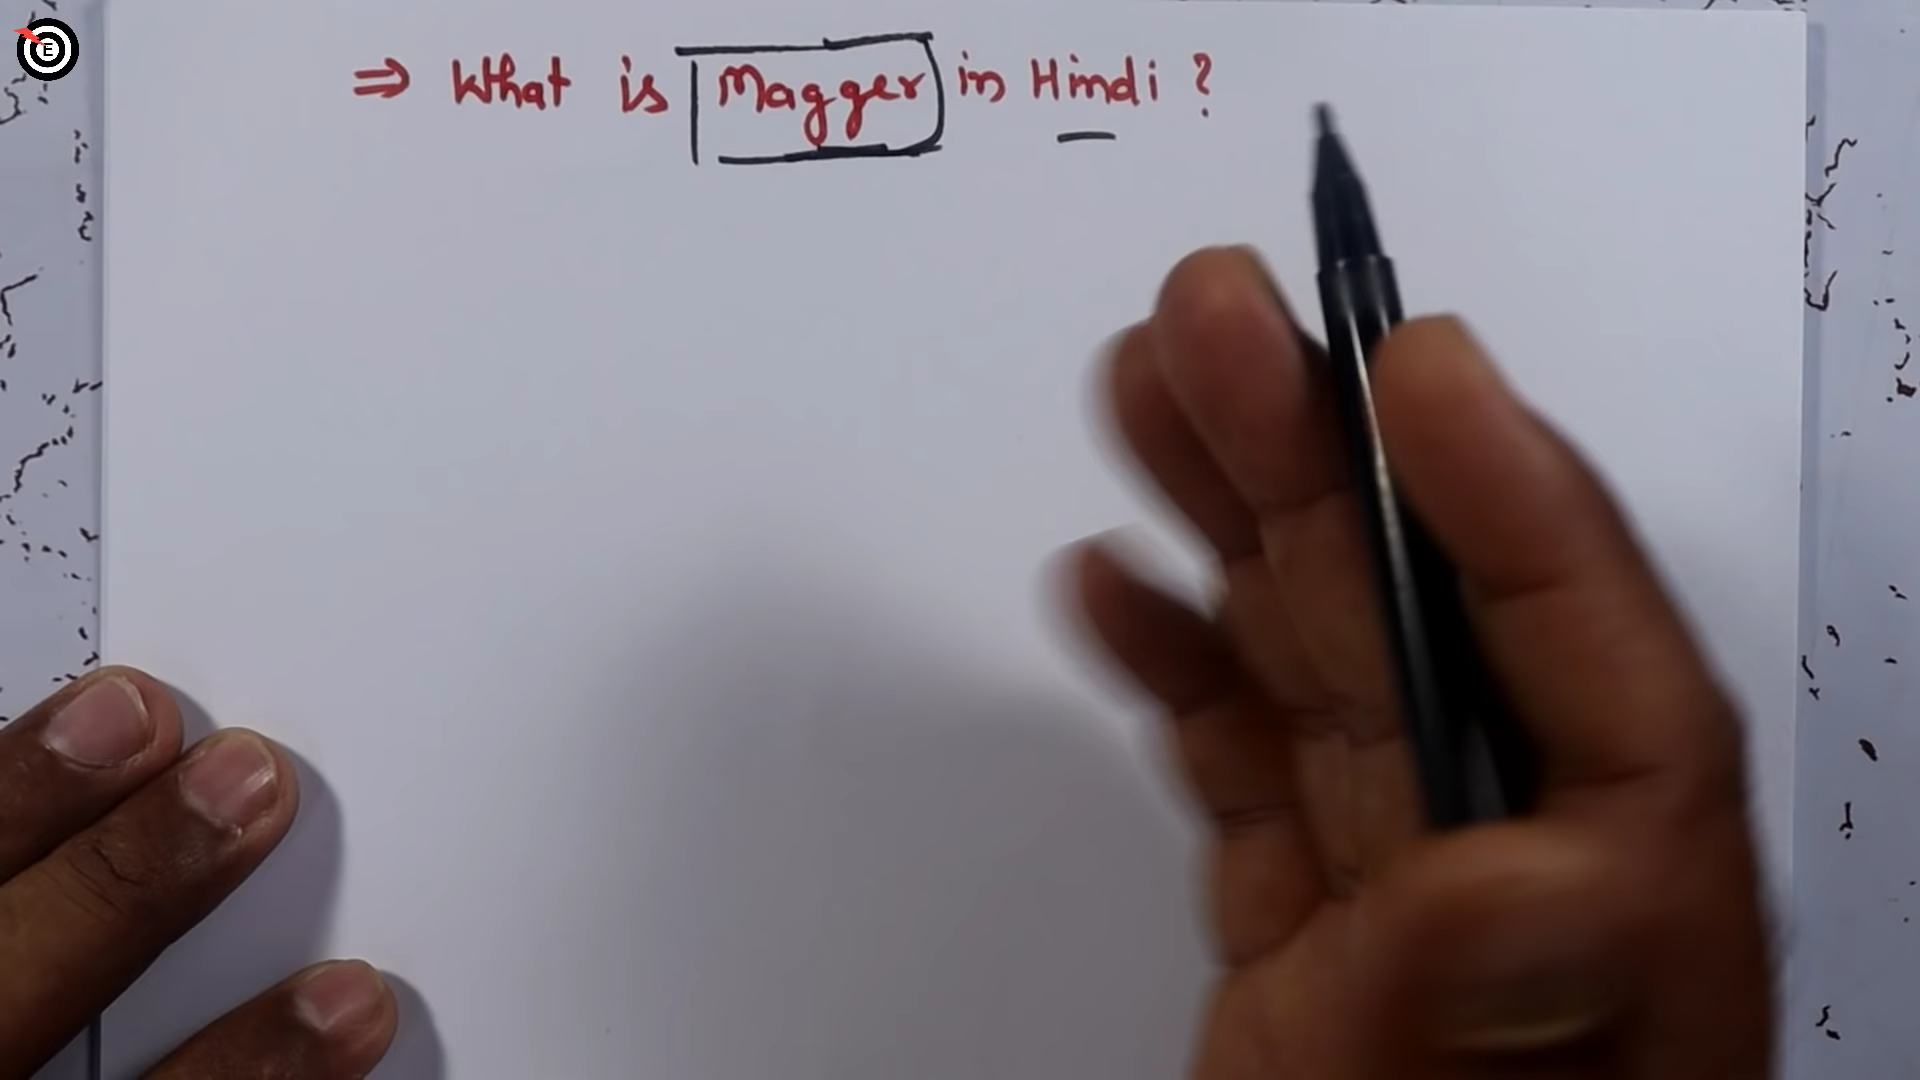 E
⇒ What is Magger in Hindi ?